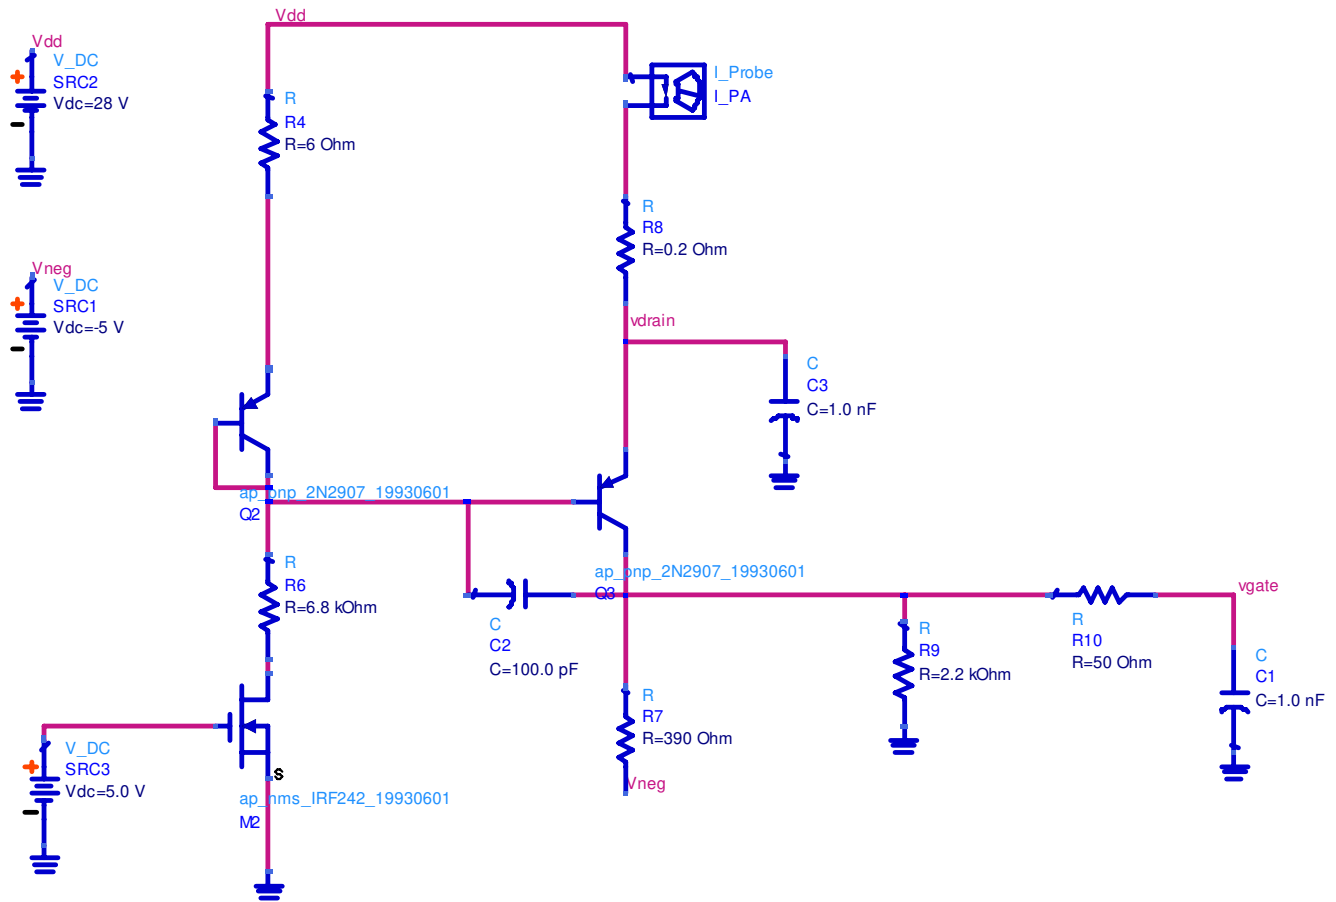 Vdd
Vdd
V_DC
SRC2
Vdc=28 V
R
R4
R=6 Ohm
I_Probe
I_PA
R
R8
R=0.2 Ohm
Vneg
V_DC
SRC1
Vdc=-5 V
vdrain
C
C3
C=1.0 nF
ap_pnp_2N2907_19930601
Q2
R
R6
R=6.8 kOhm
ap_pnp_2N2907_19930601
Q3
C
C2
C=100.0 pF
R
R9
R=2.2 kOhm
R
R10
R=50 Ohm
vgate
C
C1
C=1.0 nF
R
R7
R=390 Ohm
Vneg
V_DC
SRC3
Vdc=5.0 V
S
ap_nms_IRF242_19930601
M2